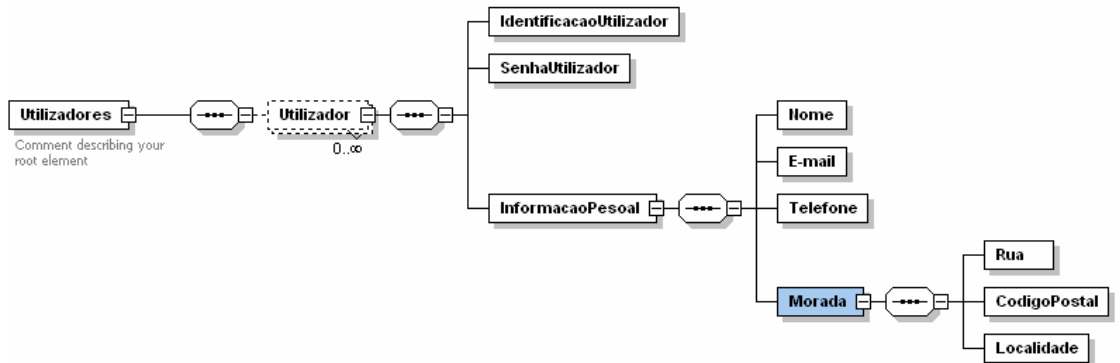 IdentificacaoUtilizador
SenhaUtilizador
Utilizadores
Utilizador
Comment describing your
root element
0..∞
InformacaoPesoal
Nome
E-mail
Telefone
Morada
Rua
CodigoPostal
Localidade